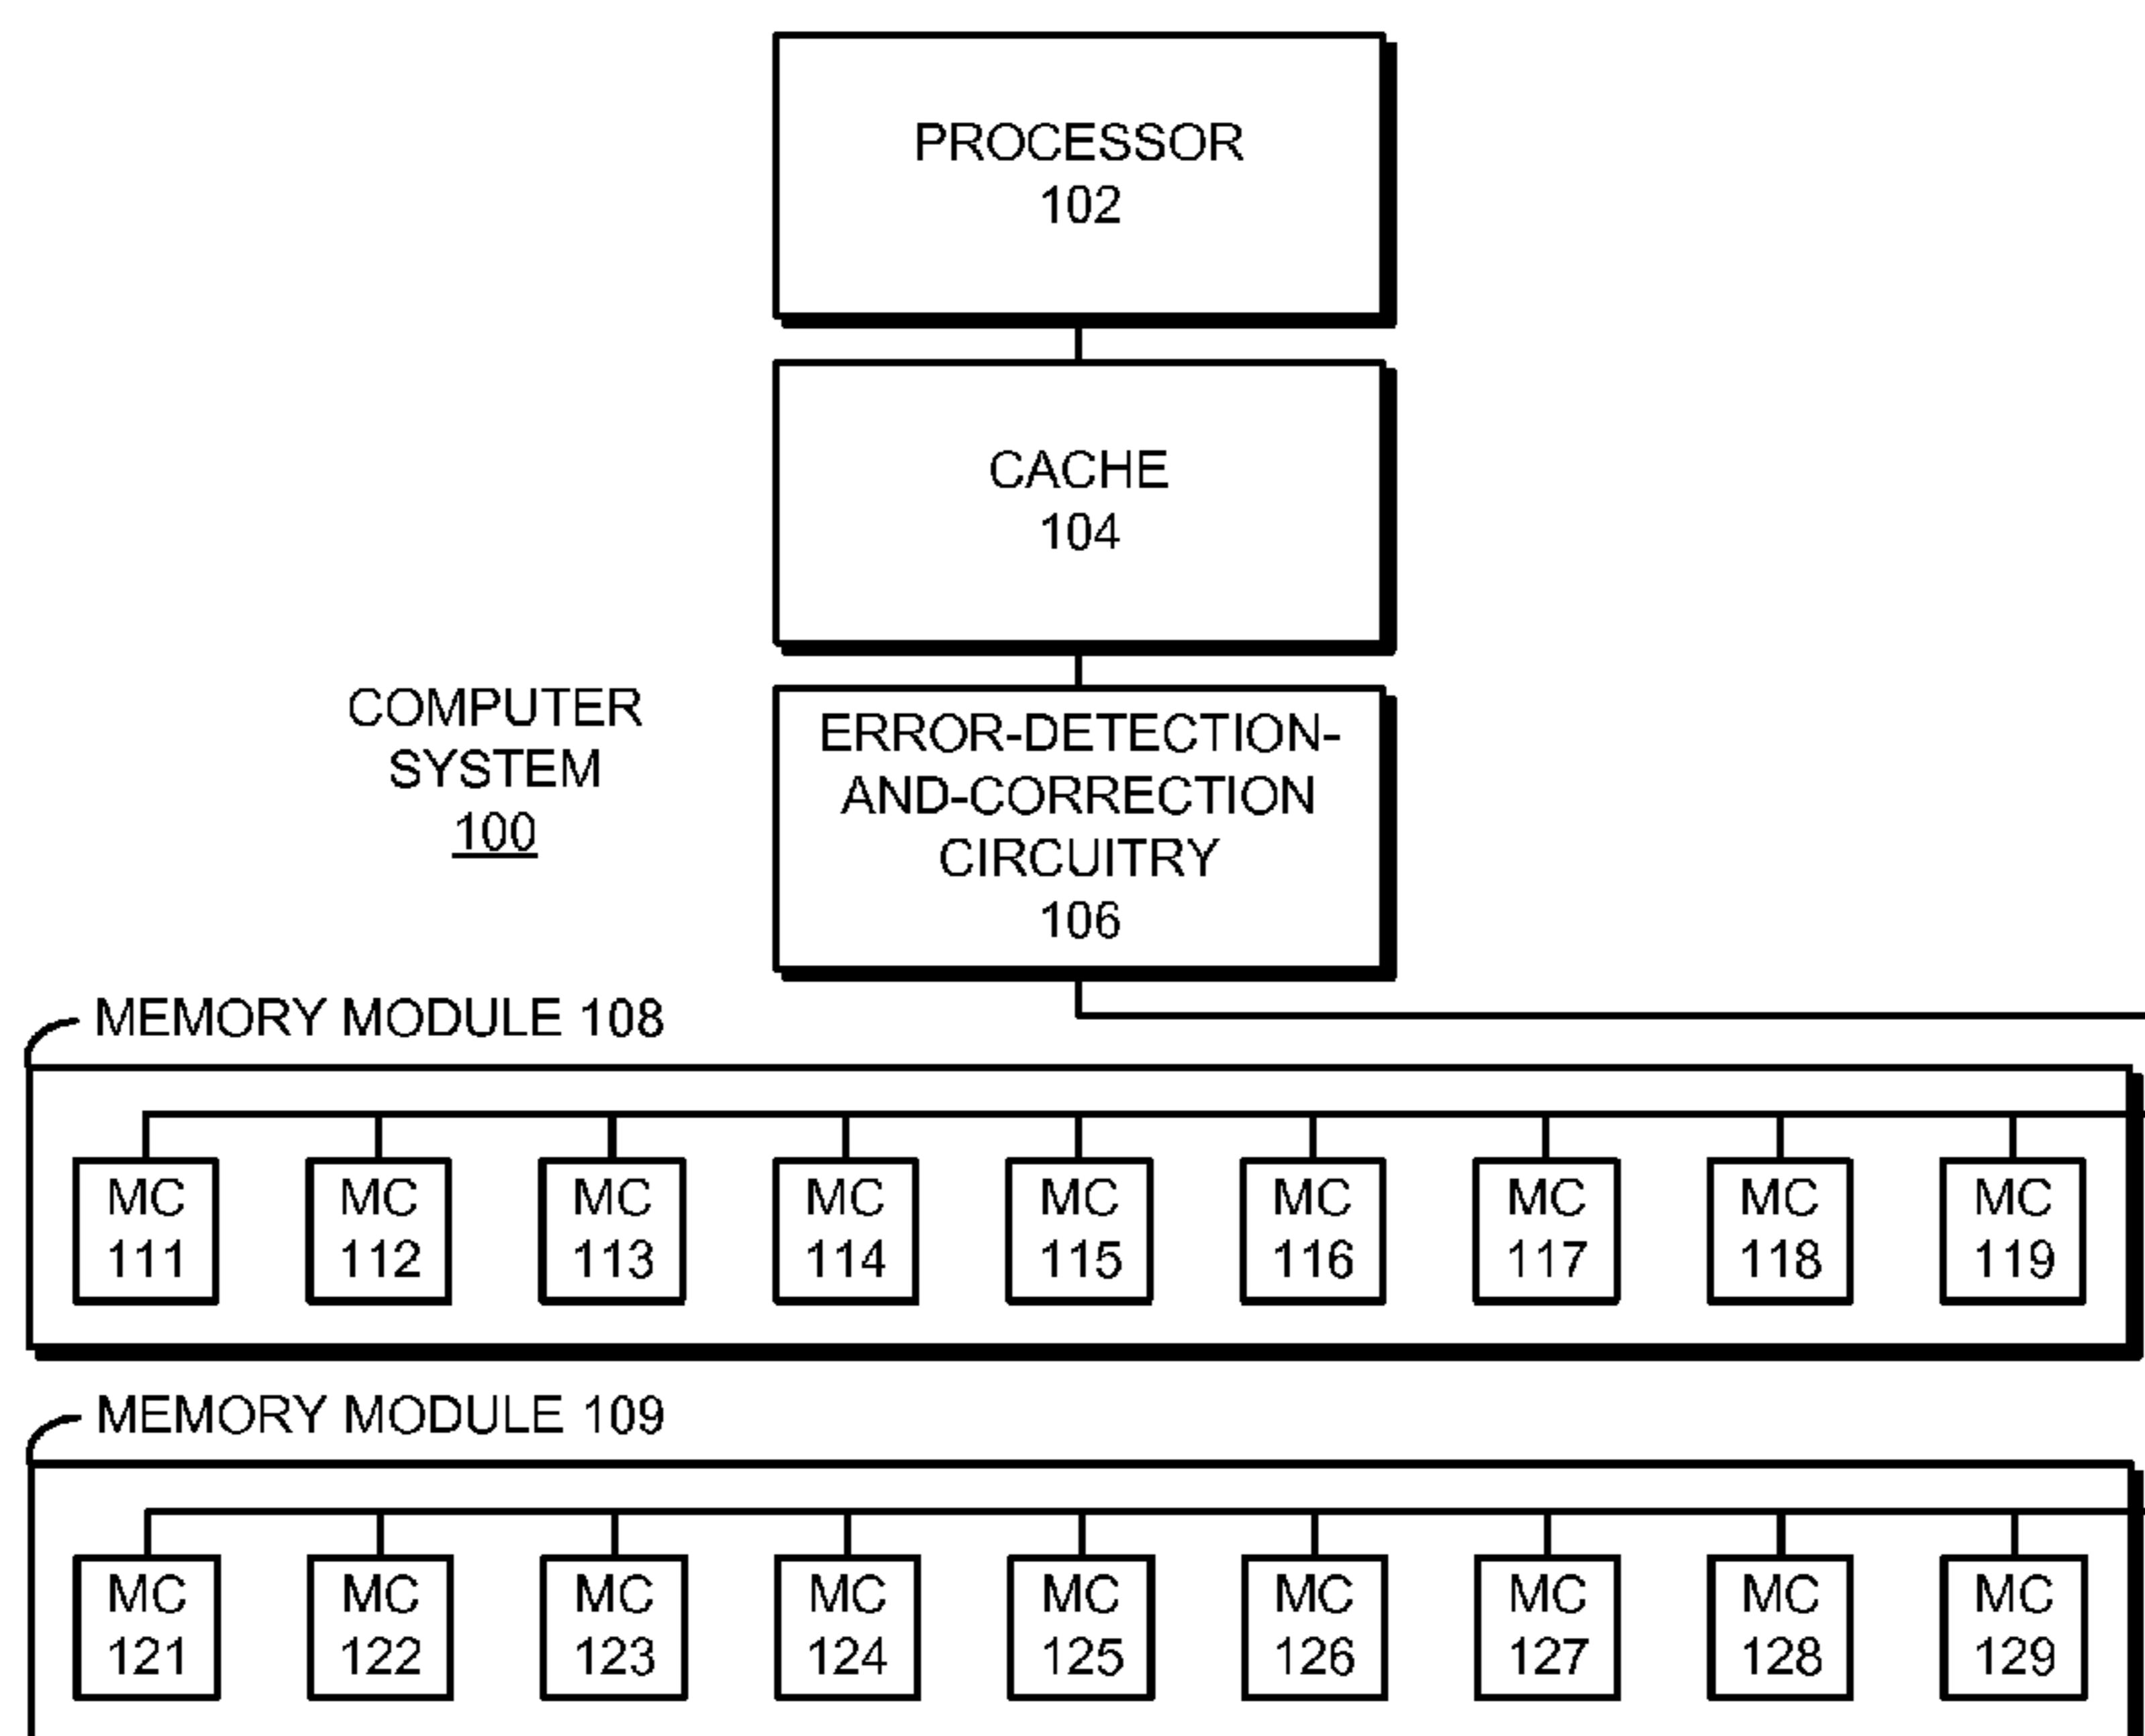 PROCESSOR
102
CACHE
104
COMPUTER
SYSTEM
100
ERROR-DETECTION-
AND-CORRECTION
CIRCUITRY
106
MEMORY MODULE 108
MC MC MC MC MC MC MC MC MC
111 112 113 114 115 116 117 118 119
MEMORY MODULE 109
MC MC MC MC MC MC MC MC MC
121 122 123 124 125 126 127 128 129